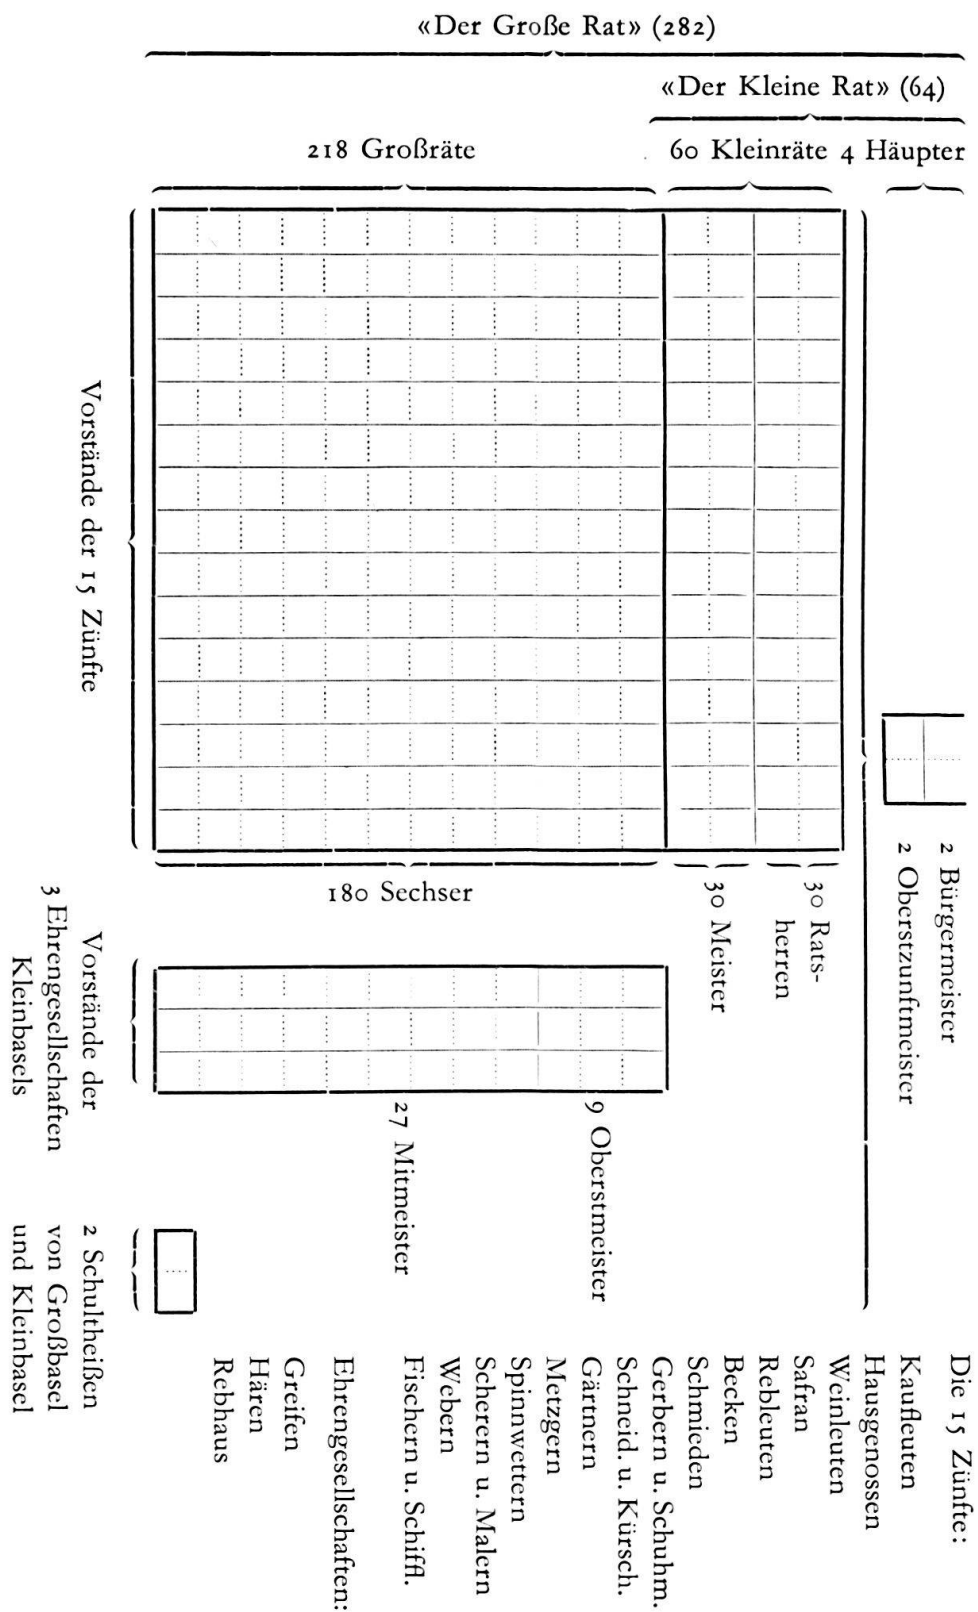 «Der Große Rat» (282)
«Der Kleine Rat» (64)
218 Großräte
60 Kleinräte
4 Häupter
Vorstände der 15 Zünfte
2 Bürgermeister
2 Oberstzunftmeister
30 Rats-
herren
30 Meister
180 Sechser
Vorstände der
3 Ehrengesellschaften
Kleinbasels
9 Oberstmeister
27 Mitmeister
2 Schultheißen
von Großbasel
und Kleinbasel
Die 15 Zünfte:
Kaufleuten
Hausgenossen
Weinleuten
Safran
Rebleuten
Becken
Schmieden
Gerbern u. Schuhm.
Schneid. u. Kürsch.
Gärtnern
Metzgern
Spinnwettern
Scherern u. Malern
Webern
Fischern u. Schiffl.
Ehrengesellschaften:
Greifen
Hären
Rebhaus